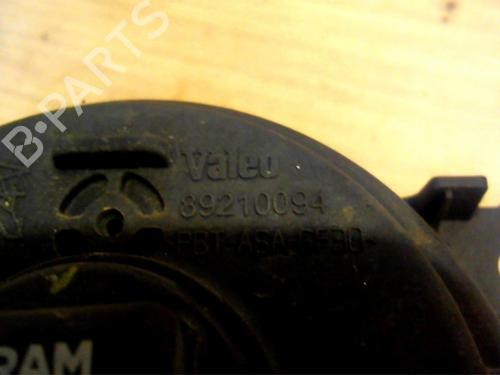 B-PARTS
Valeo
89210094
PBT-ASA-GF30
RAM